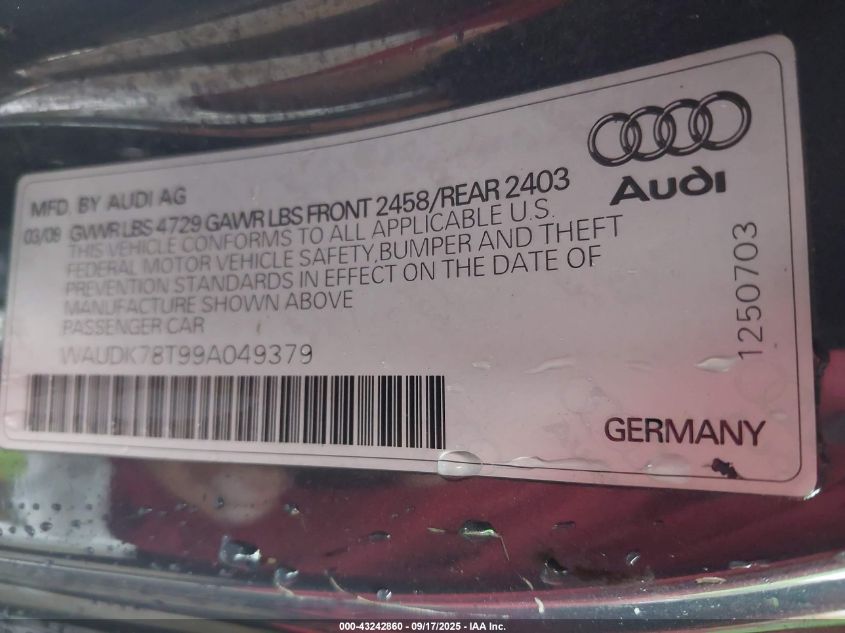 Audi
MFD. BY AUDI AG
03/09 GVWR LBS 4729 GAWR LBS FRONT 2458/REAR 2403
THIS VEHICLE CONFORMS TO ALL APPLICABLE U.S.
FEDERAL MOTOR VEHICLE SAFETY, BUMPER AND THEFT
PREVENTION STANDARDS IN EFFECT ON THE DATE OF
MANUFACTURE SHOWN ABOVE
PASSENGER CAR
WAUDK78T99A049379
1250703
GERMANY
000-43242860 - 09/17/2025 - IAA Inc.